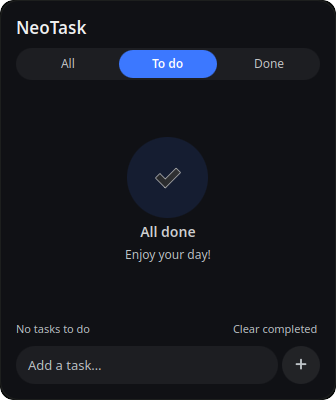 NeoTask
All To do Done
All done
Enjoy your day!
No tasks to do Clear completed
Add a task...
+